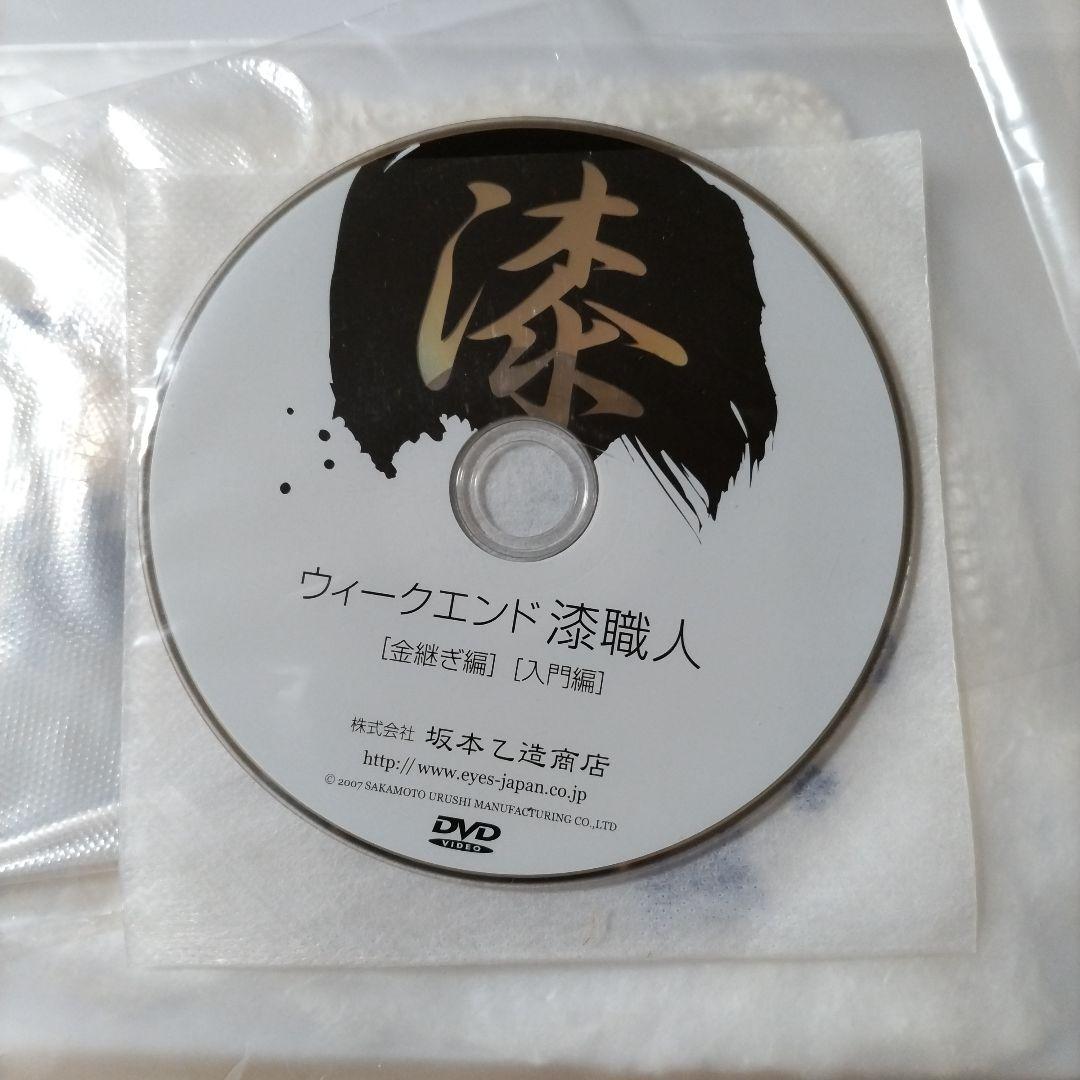 漆
ウィークエンド 漆職人
[金継ぎ編] [入門編]
株式会社 坂本乙造商店
http:// www.eyes-japan.co.jp
© 2007 SAKAMOTO URUSHI MANUFACTURING CO.,LTD
DVD
VIDEO